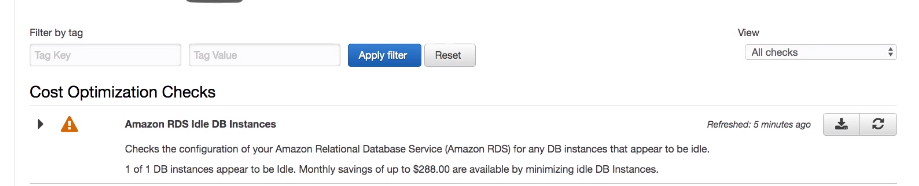 Filter by tag
View
Tag Key
Tag Value
Apply filter
Reset
All checks
Cost Optimization Checks
Amazon RDS Idle DB Instances
Refreshed: 5 minutes ago
Checks the configuration of your Amazon Relational Database Service (Amazon RDS) for any DB instances that appear to be idle.
1 of 1 DB instances appear to be Idle. Monthly savings of up to $288.00 are available by minimizing idle DB Instances.